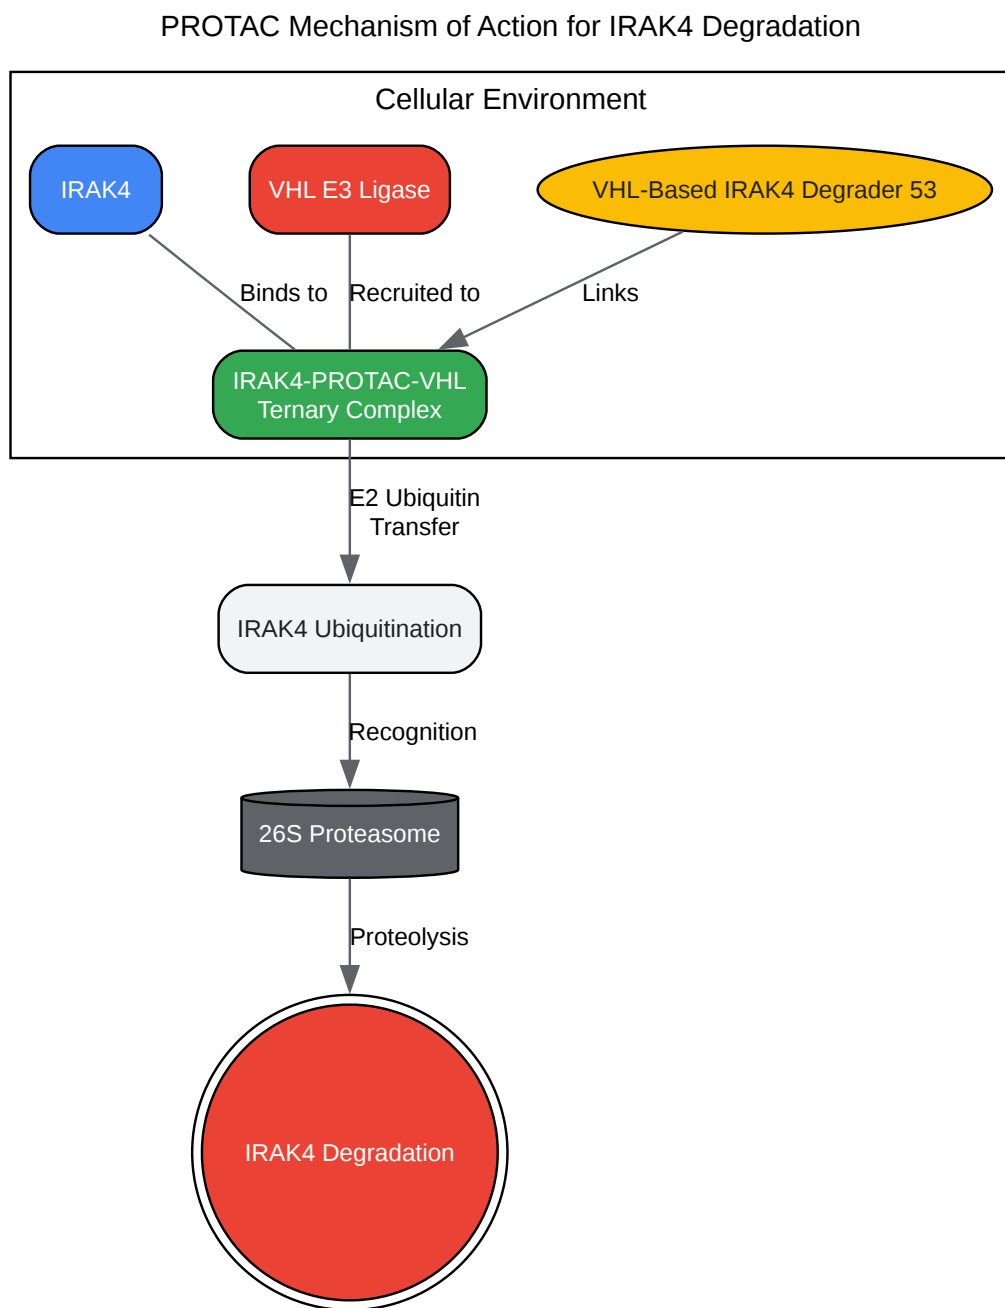 PROTAC Mechanism of Action for IRAK4 Degradation
Cellular Environment
IRAK4
VHL E3 Ligase
VHL-Based IRAK4 Degrader 53
Binds to
Recruited to
Links
IRAK4-PROTAC-VHL
Ternary Complex
E2 Ubiquitin
Transfer
IRAK4 Ubiquitination
Recognition
26S Proteasome
Proteolysis
IRAK4 Degradation